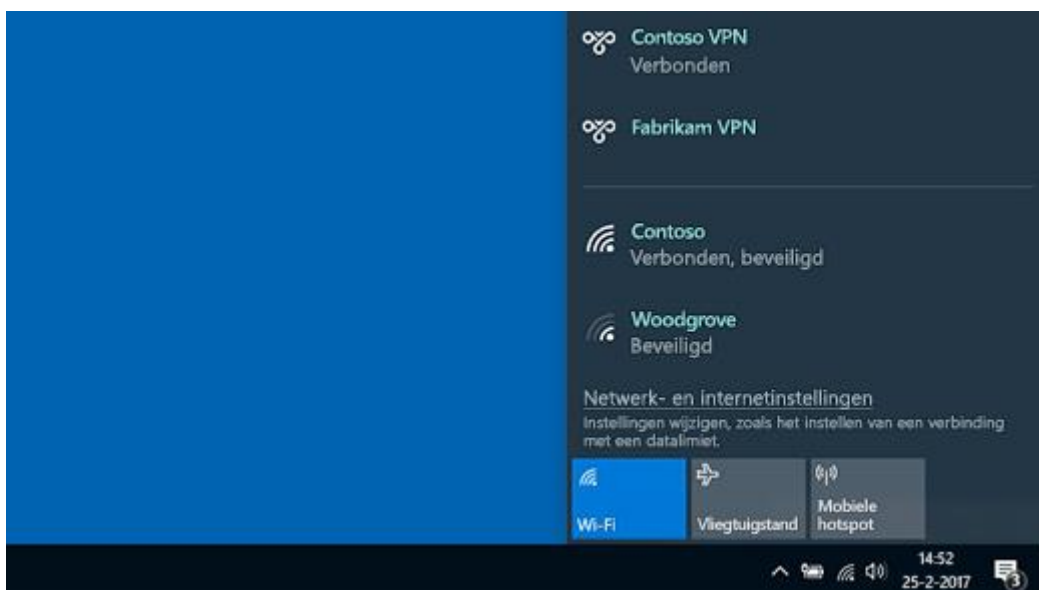 Contoso VPN
Verbonden
Fabrikam VPN
Contoso
Verbonden, beveiligd
Woodgrove
Beveiligd
Netwerk- en internetinstellingen
Instellingen wijzigen, zoals het instellen van een verbinding
met een datalimiet.
Wi-Fi
Vliegtuigstand
Mobiele
hotspot
14:52
25-2-2017
3